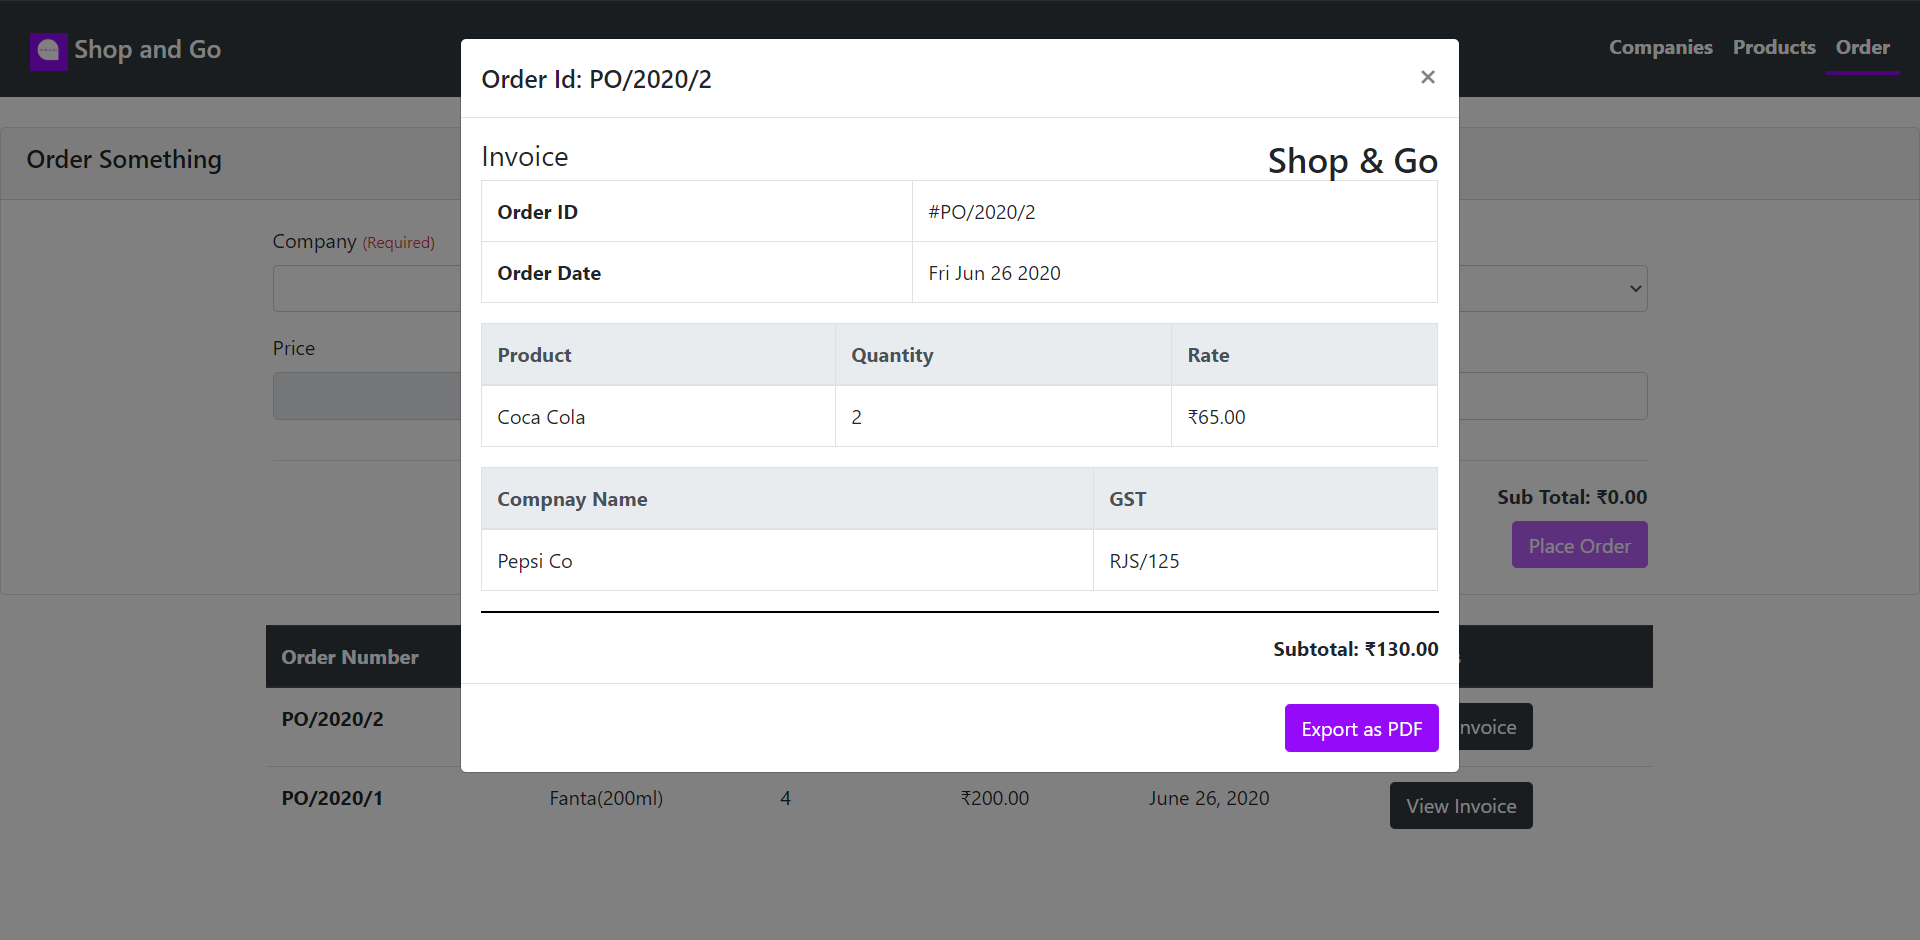 Shop and Go
Companies Products Order
Order Id: PO/2020/2 ×
Order Something
Invoice
Shop & Go
Order ID #PO/2020/2
Order Date Fri Jun 26 2020
Company (Required)
Price
Product Quantity Rate
Coca Cola 2 ₹65.00
Compnay Name GST
Pepsi Co RJS/125
Sub Total: ₹0.00
Place Order
Subtotal: ₹130.00
Order Number
PO/2020/2
Export as PDF
nvoice
PO/2020/1 Fanta(200ml) 4 ₹200.00 June 26, 2020 View Invoice